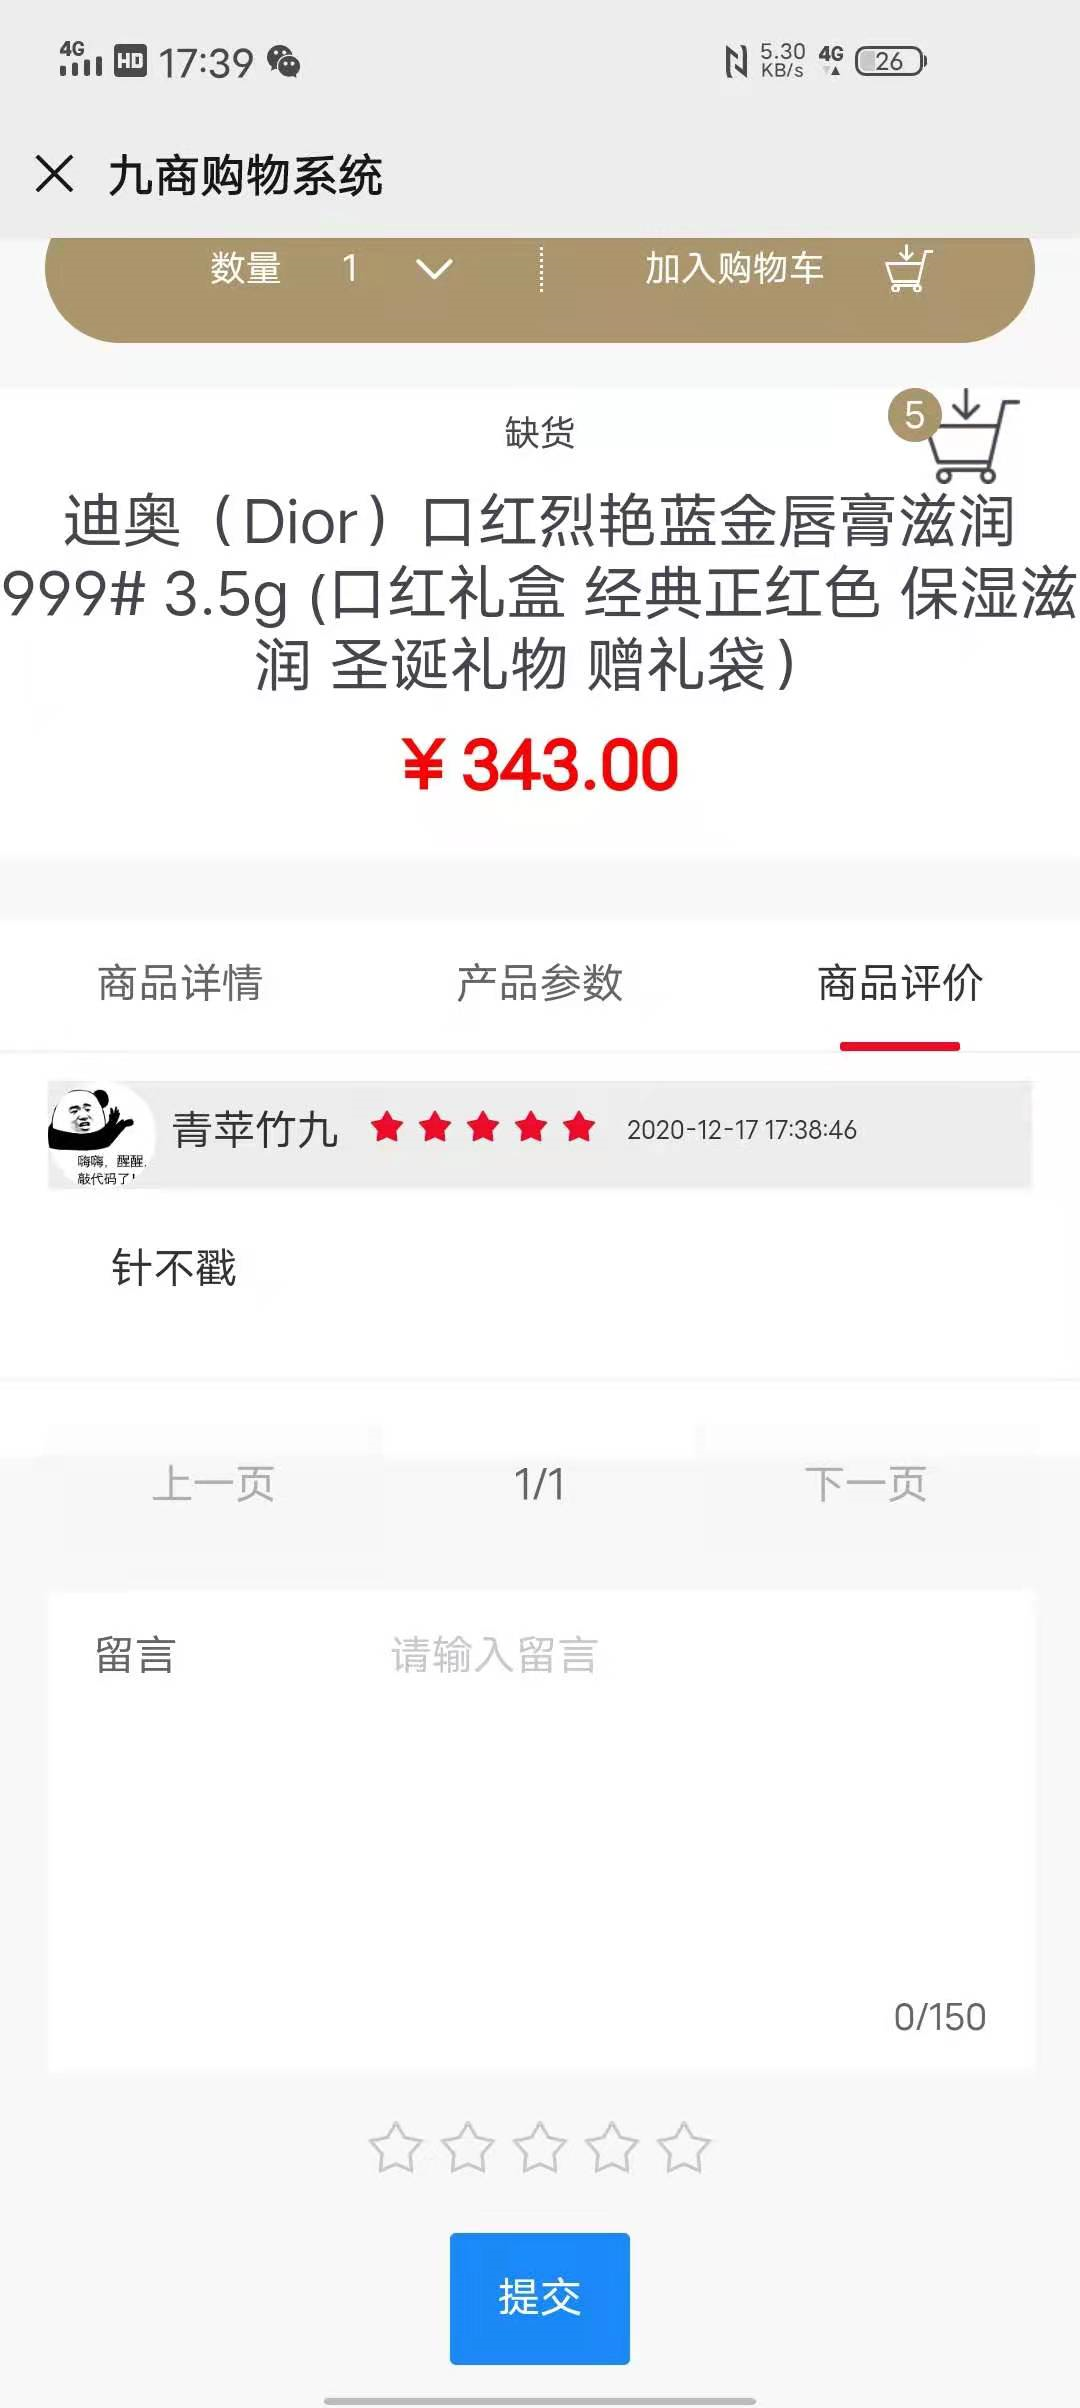 4G HD 17:39 5.30 KB/s 4G 26
九商购物系统
数量 1 加入购物车
5
缺货
迪奥（Dior）口红烈艳蓝金唇膏滋润
999# 3.5g (口红礼盒 经典正红色 保湿滋
润 圣诞礼物 赠礼袋）
￥343.00
商品详情 产品参数 商品评价
青苹竹九 2020-12-17 17:38:46
嗨嗨，醒醒，
敲代码了！
针不戳
上一页 1/1 下一页
留言 请输入留言
0/150
提交